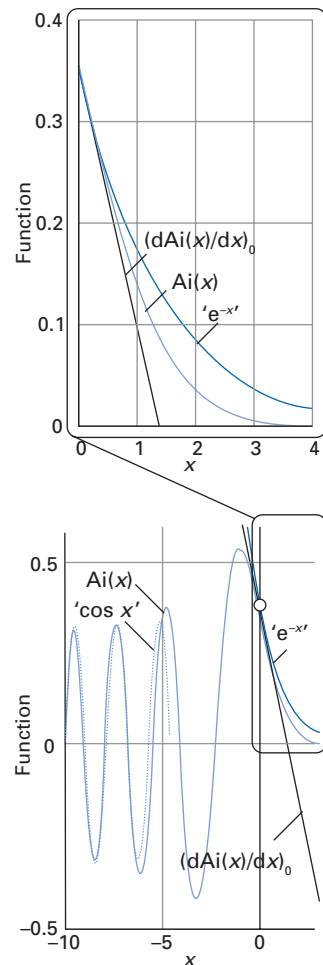 0.4
0.3
Function
0.2
(dAi(x)/dx)₀
Ai(x)
'e⁻ˣ'
0.1
0
0 1 2 3 4
x
0.5
Ai(x)
'cos x'
'e⁻ˣ'
Function
0
(dAi(x)/dx)₀
−0.5
−10 −5 0
x